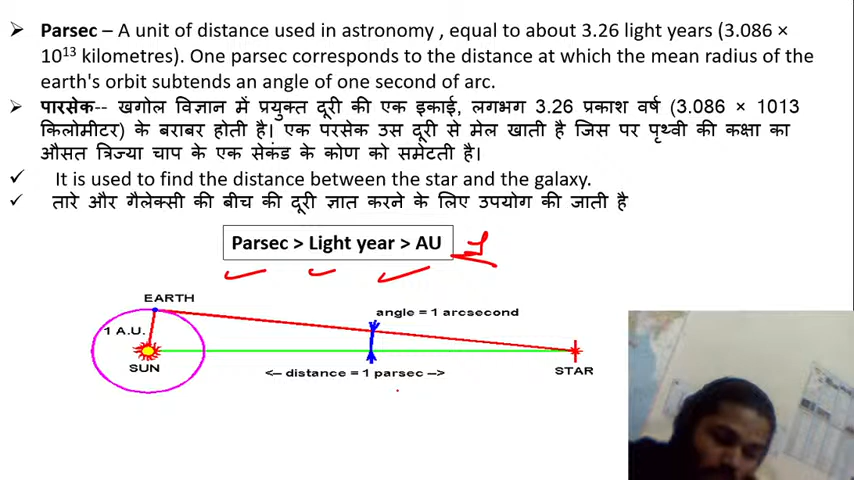 ➢ Parsec – A unit of distance used in astronomy , equal to about 3.26 light years (3.086 ×
10¹³ kilometres). One parsec corresponds to the distance at which the mean radius of the
earth's orbit subtends an angle of one second of arc.
➢ पारसेक-- खगोल विज्ञान में प्रयुक्त दूरी की एक इकाई, लगभग 3.26 प्रकाश वर्ष (3.086 × 1013
किलोमीटर) के बराबर होती है। एक परसेक उस दूरी से मेल खाती है जिस पर पृथ्वी की कक्षा का
औसत त्रिज्या चाप के एक सेकंड के कोण को समेटती है।
✓ It is used to find the distance between the star and the galaxy.
✓ तारे और गैलेक्सी की बीच की दूरी ज्ञात करने के लिए उपयोग की जाती है
Parsec > Light year > AU
EARTH
angle = 1 arcsecond
1 A.U.
SUN
<-- distance = 1 parsec -->
STAR